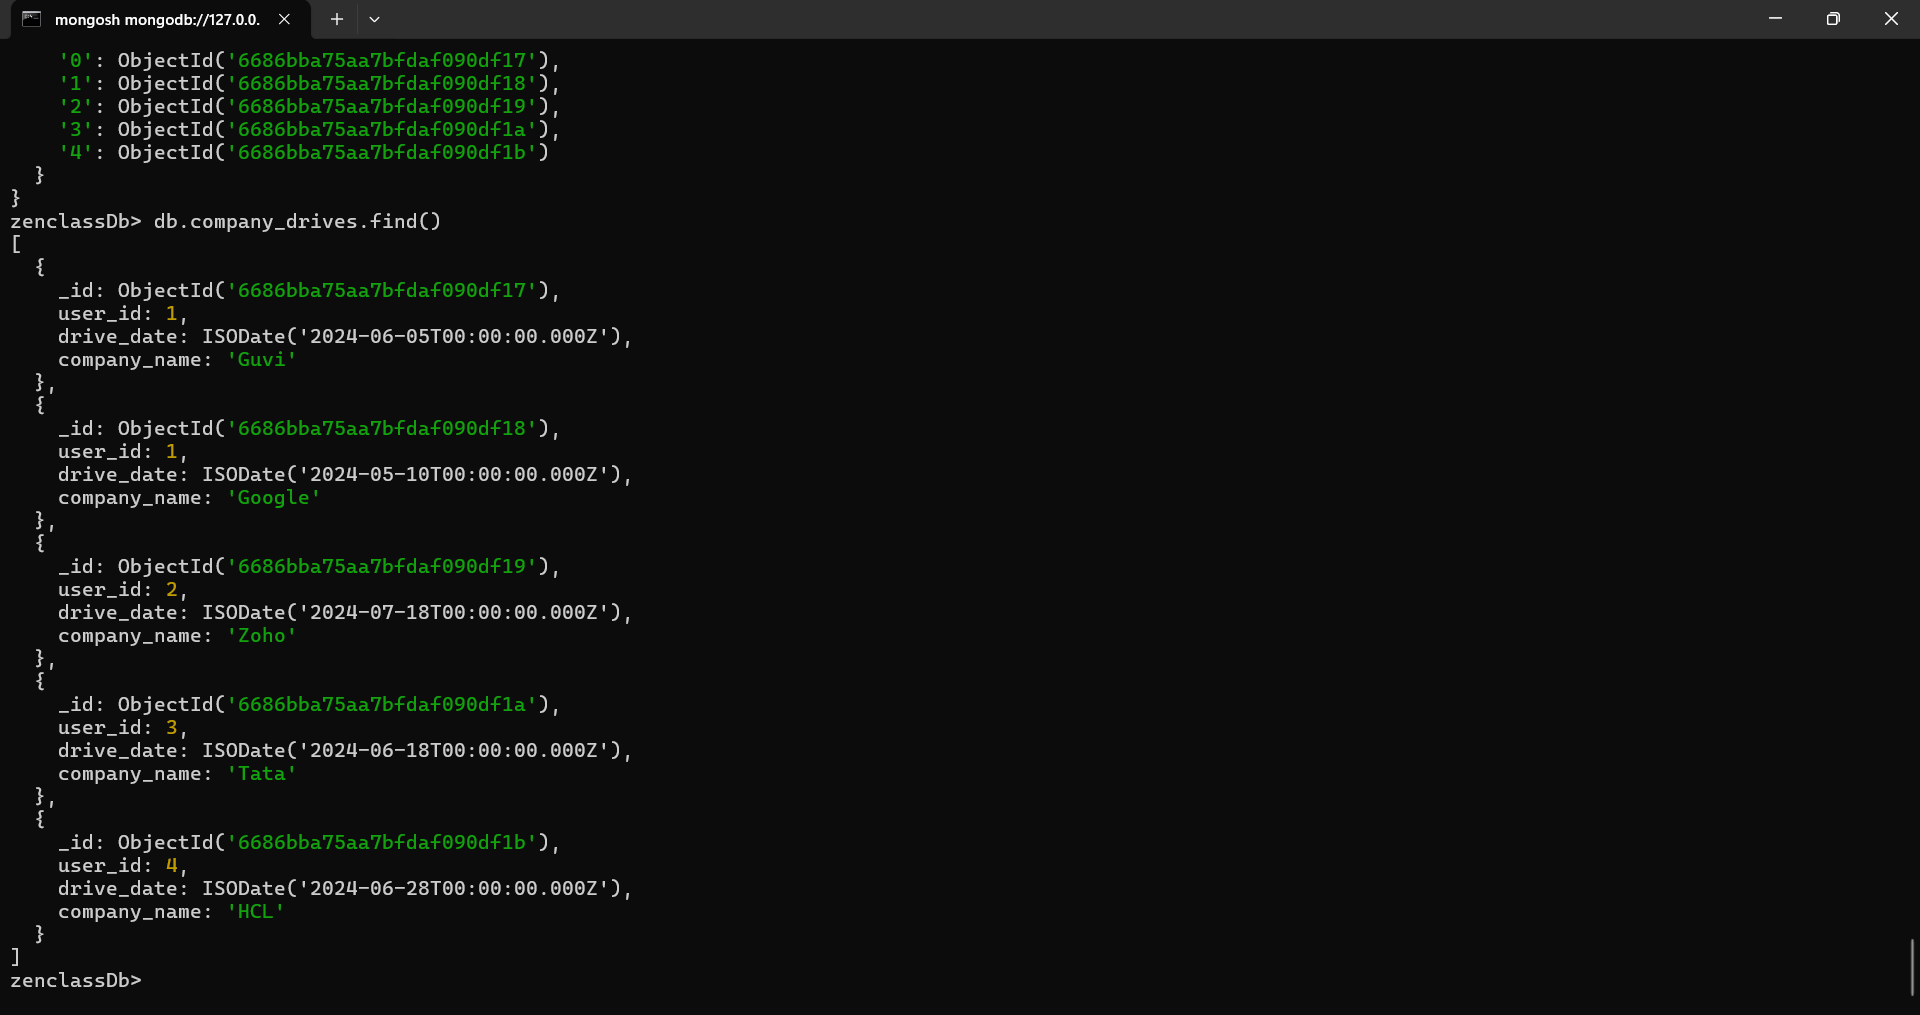 mongosh mongodb://127.0.0.
'0': ObjectId('6686bba75aa7bfdaf090df17'),
'1': ObjectId('6686bba75aa7bfdaf090df18'),
'2': ObjectId('6686bba75aa7bfdaf090df19'),
'3': ObjectId('6686bba75aa7bfdaf090df1a'),
'4': ObjectId('6686bba75aa7bfdaf090df1b')
}
}
zenclassDb> db.company_drives.find()
[
{
_id: ObjectId('6686bba75aa7bfdaf090df17'),
user_id: 1,
drive_date: ISODate('2024-06-05T00:00:00.000Z'),
company_name: 'Guvi'
},
{
_id: ObjectId('6686bba75aa7bfdaf090df18'),
user_id: 1,
drive_date: ISODate('2024-05-10T00:00:00.000Z'),
company_name: 'Google'
},
{
_id: ObjectId('6686bba75aa7bfdaf090df19'),
user_id: 2,
drive_date: ISODate('2024-07-18T00:00:00.000Z'),
company_name: 'Zoho'
},
{
_id: ObjectId('6686bba75aa7bfdaf090df1a'),
user_id: 3,
drive_date: ISODate('2024-06-18T00:00:00.000Z'),
company_name: 'Tata'
},
{
_id: ObjectId('6686bba75aa7bfdaf090df1b'),
user_id: 4,
drive_date: ISODate('2024-06-28T00:00:00.000Z'),
company_name: 'HCL'
}
]
zenclassDb>